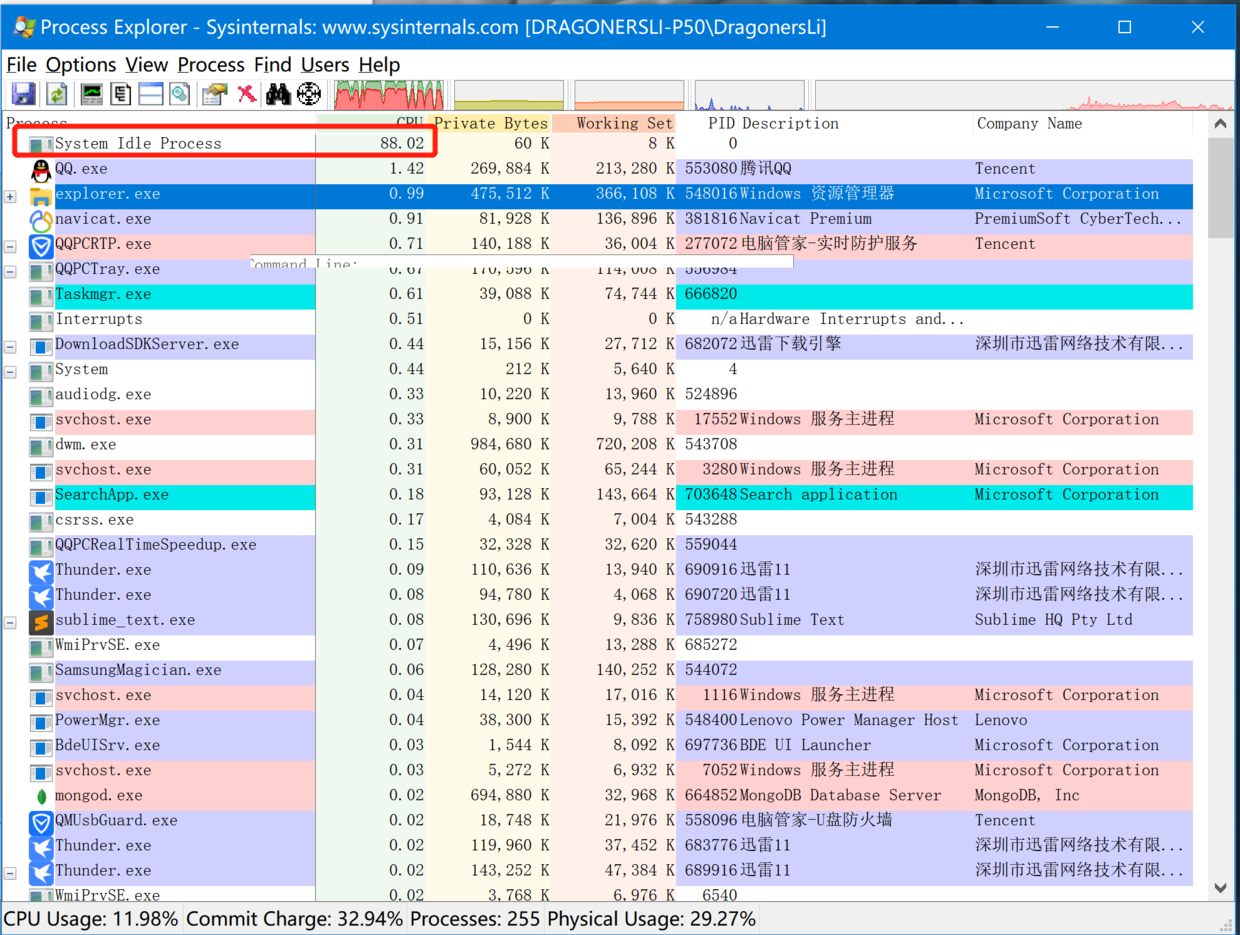 Process Explorer - Sysinternals: www.sysinternals.com [DRAGONERSLI-P50\DragonersLi]
File Options View Process Find Users Help
Process CPU Private Bytes Working Set PID Description Company Name
System Idle Process 88.02 60 K 8 K 0
QQ.exe 1.42 269,884 K 213,280 K 553080 腾讯QQ Tencent
explorer.exe 0.99 475,512 K 366,108 K 548016 Windows 资源管理器 Microsoft Corporation
navicat.exe 0.91 81,928 K 136,896 K 381816 Navicat Premium PremiumSoft CyberTech...
QQPCRTP.exe 0.71 140,188 K 36,004 K 277072 电脑管家-实时防护服务 Tencent
Command Line:
QQPCTray.exe 0.67 170,596 K 114,008 K 556984
Taskmgr.exe 0.61 39,088 K 74,744 K 666820
Interrupts 0.51 0 K 0 K n/a Hardware Interrupts and...
DownloadSDKServer.exe 0.44 15,156 K 27,712 K 682072 迅雷下载引擎 深圳市迅雷网络技术有限...
System 0.44 212 K 5,640 K 4
audiodg.exe 0.33 10,220 K 13,960 K 524896
svchost.exe 0.33 8,900 K 9,788 K 17552 Windows 服务主进程 Microsoft Corporation
dwm.exe 0.31 984,680 K 720,208 K 543708
svchost.exe 0.31 60,052 K 65,244 K 3280 Windows 服务主进程 Microsoft Corporation
SearchApp.exe 0.18 93,128 K 143,664 K 703648 Search application Microsoft Corporation
csrss.exe 0.17 4,084 K 7,004 K 543288
QQPCRealTimeSpeedup.exe 0.15 32,328 K 32,620 K 559044
Thunder.exe 0.09 110,636 K 13,940 K 690916 迅雷11 深圳市迅雷网络技术有限...
Thunder.exe 0.08 94,780 K 4,068 K 690720 迅雷11 深圳市迅雷网络技术有限...
sublime_text.exe 0.08 130,696 K 9,836 K 758980 Sublime Text Sublime HQ Pty Ltd
WmiPrvSE.exe 0.07 4,496 K 13,288 K 685272
SamsungMagician.exe 0.06 128,280 K 140,252 K 544072
svchost.exe 0.04 14,120 K 17,016 K 1116 Windows 服务主进程 Microsoft Corporation
PowerMgr.exe 0.04 38,300 K 15,392 K 548400 Lenovo Power Manager Host Lenovo
BdeUISrv.exe 0.03 1,544 K 8,092 K 697736 BDE UI Launcher Microsoft Corporation
svchost.exe 0.03 5,272 K 6,932 K 7052 Windows 服务主进程 Microsoft Corporation
mongod.exe 0.02 694,880 K 32,968 K 664852 MongoDB Database Server MongoDB, Inc
QMUsbGuard.exe 0.02 18,748 K 21,976 K 558096 电脑管家-U盘防火墙 Tencent
Thunder.exe 0.02 119,960 K 37,452 K 683776 迅雷11 深圳市迅雷网络技术有限...
Thunder.exe 0.02 143,252 K 47,384 K 689916 迅雷11 深圳市迅雷网络技术有限...
WmiPrvSE.exe 0.02 3,768 K 6,976 K 6540
CPU Usage: 11.98% Commit Charge: 32.94% Processes: 255 Physical Usage: 29.27%